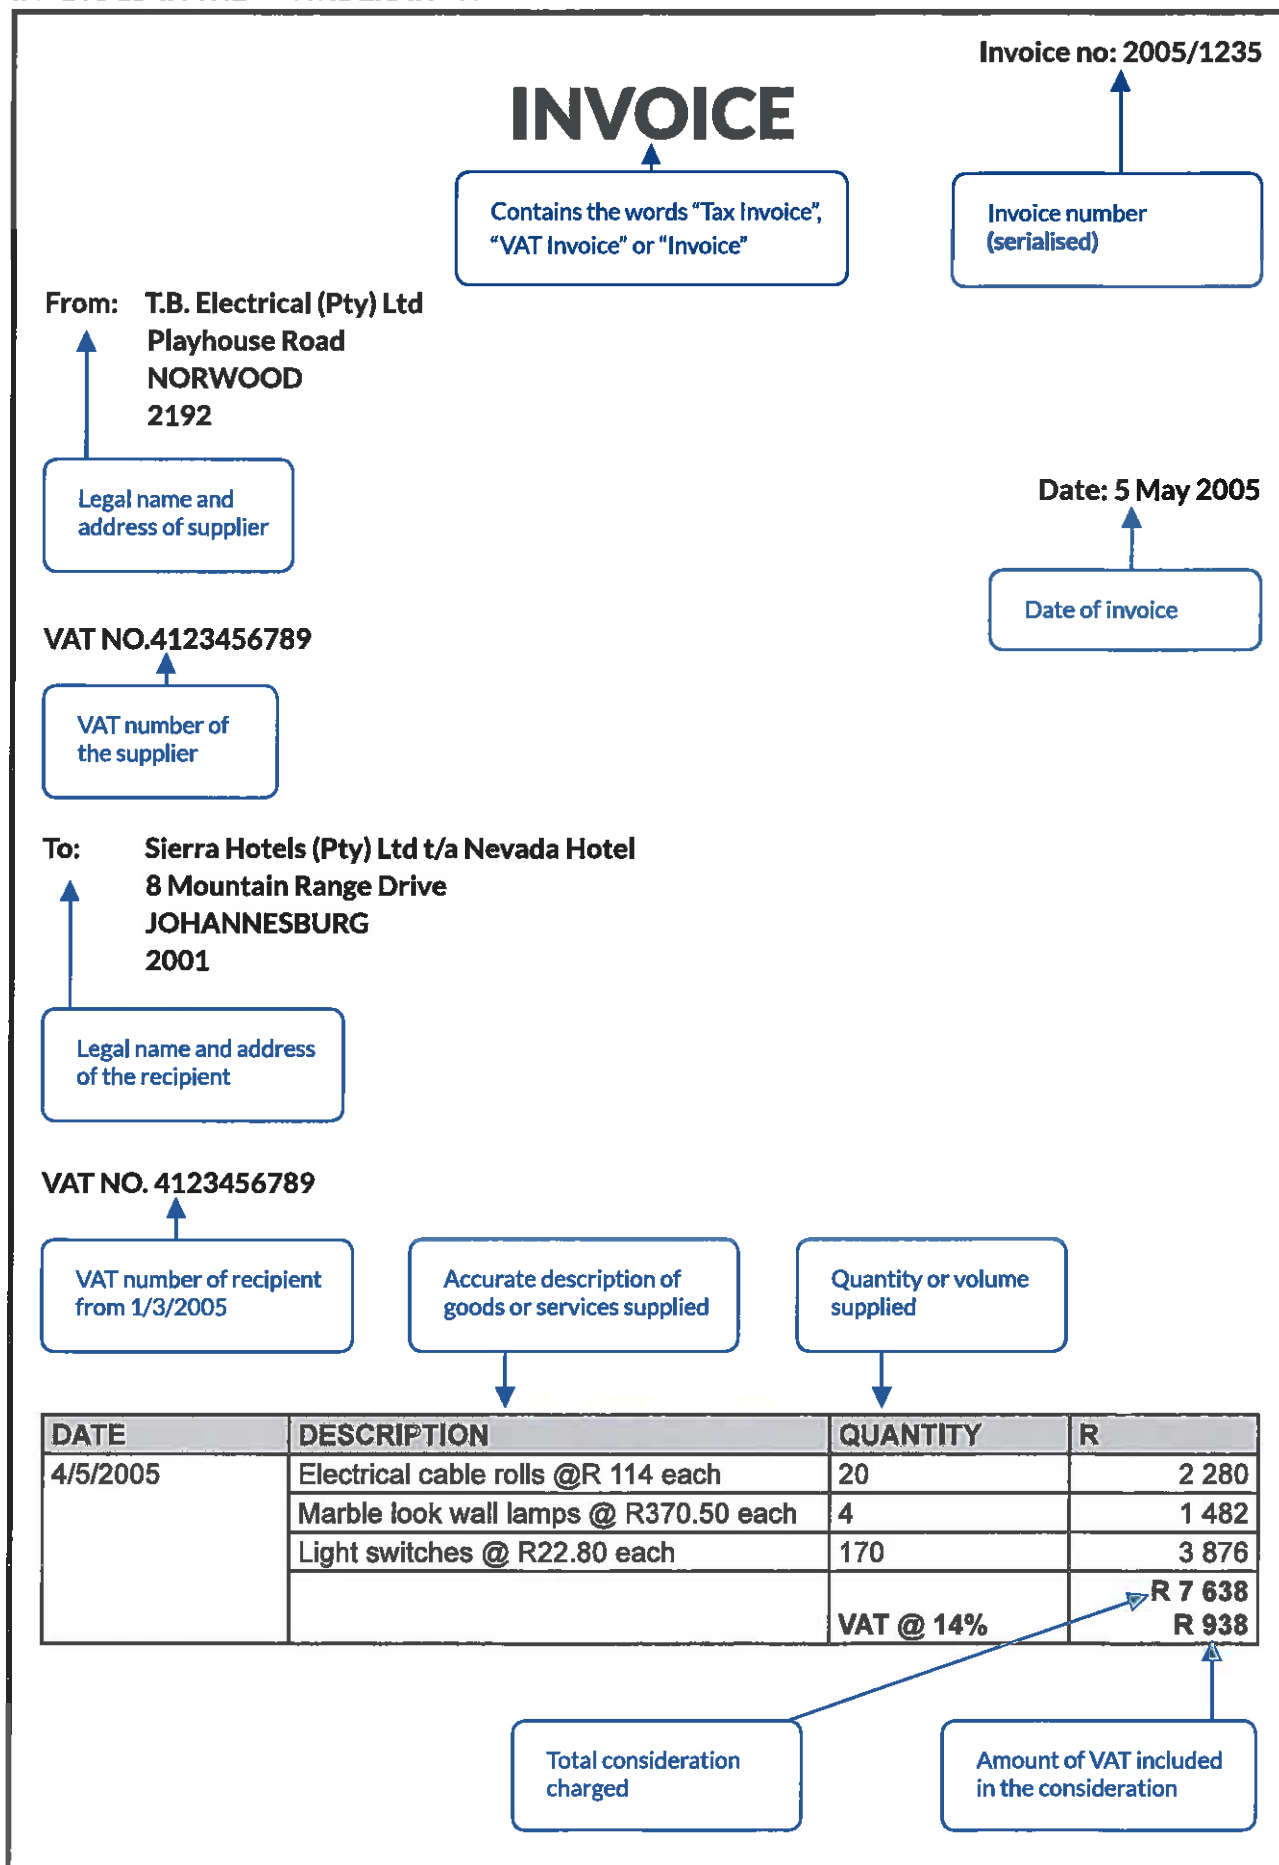 Invoice no: 2005/1235
INVOICE
Contains the words "Tax Invoice",
"VAT Invoice" or "Invoice"
Invoice number
(serialised)
From: T.B. Electrical (Pty) Ltd
Playhouse Road
NORWOOD
2192
Legal name and
address of supplier
Date: 5 May 2005
Date of invoice
VAT NO.4123456789
VAT number of
the supplier
To: Sierra Hotels (Pty) Ltd t/a Nevada Hotel
8 Mountain Range Drive
JOHANNESBURG
2001
Legal name and address
of the recipient
VAT NO. 4123456789
VAT number of recipient
from 1/3/2005
Accurate description of
goods or services supplied
Quantity or volume
supplied
DATE DESCRIPTION QUANTITY R
4/5/2005 Electrical cable rolls @R 114 each 20 2 280
Marble look wall lamps @ R370.50 each 4 1 482
Light switches @ R22.80 each 170 3 876
R 7 638
VAT @ 14% R 938
Total consideration
charged
Amount of VAT included
in the consideration